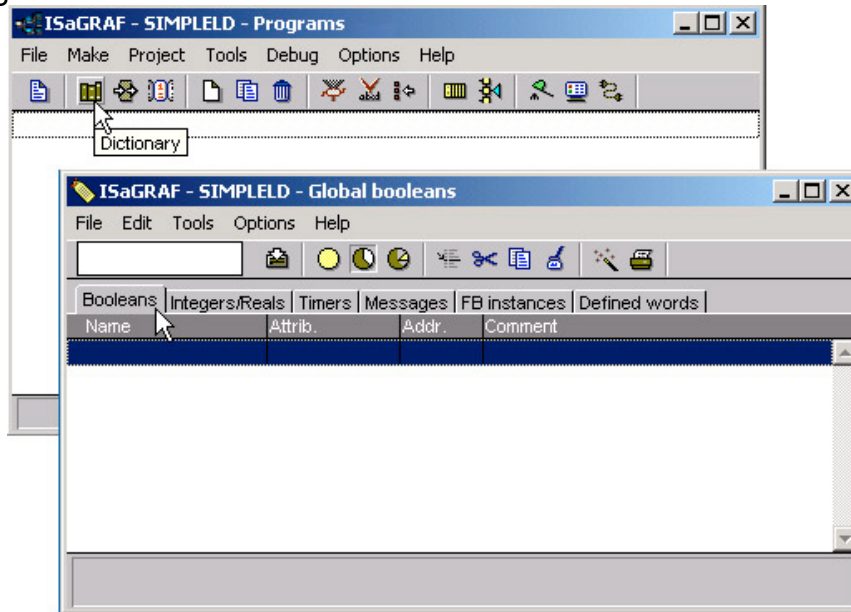 ISaGRAF - SIMPLELD - Programs
File Make Project Tools Debug Options Help
Dictionary
ISaGRAF - SIMPLELD - Global booleans
File Edit Tools Options Help
Booleans Integers/Reals Timers Messages FB instances Defined words
Name Attrib. Addr. Comment